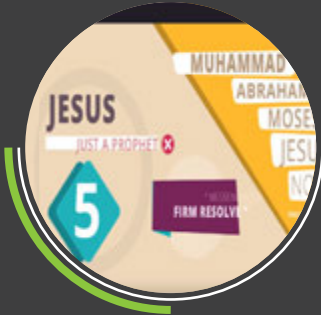 JESUS
JUST A PROPHET
5
FIRM RESOLVE
MUHAMMAD
ABRAHAM
MOSE
JESU
NO